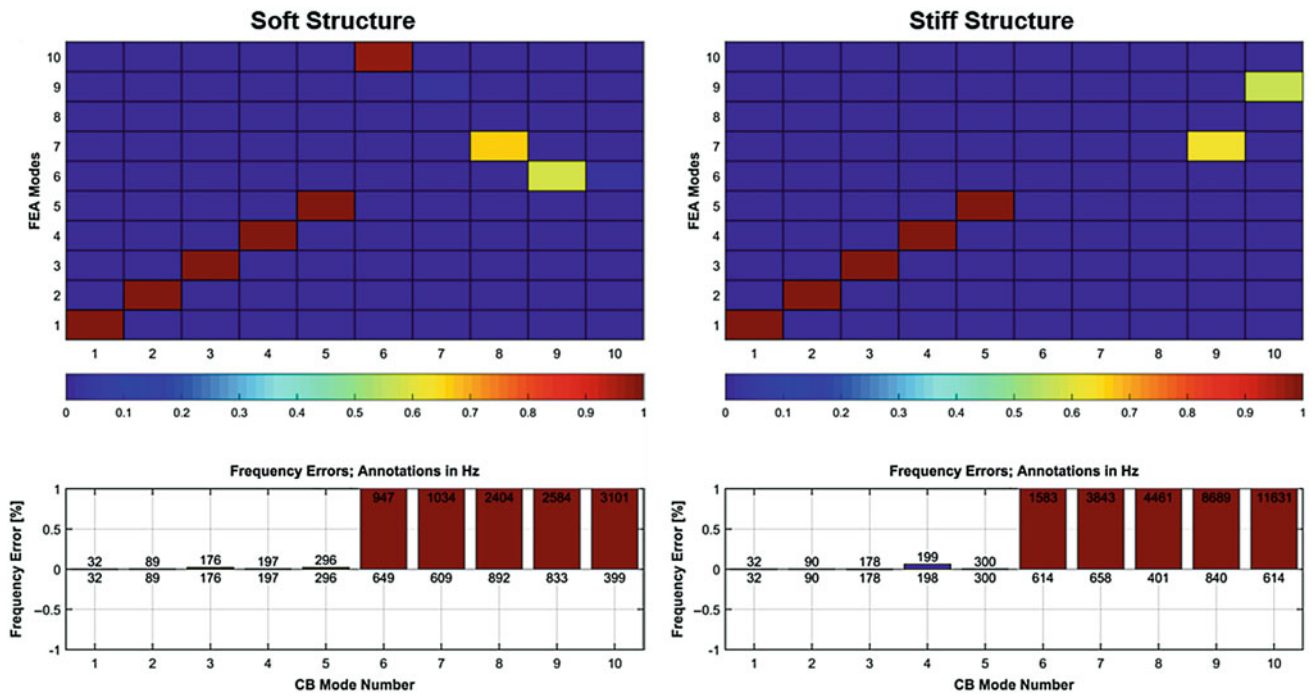 Soft Structure
10
9
8
7
6
5
4
3
2
1
FEA Modes
1 2 3 4 5 6 7 8 9 10
0 0.1 0.2 0.3 0.4 0.5 0.6 0.7 0.8 0.9 1
Frequency Errors; Annotations in Hz
1
0.5
0
−0.5
-1
Frequency Error [%]
32 89 176 197 296 947 1034 2404 2584 3101
32 89 176 197 296 649 609 892 833 399
1 2 3 4 5 6 7 8 9 10
CB Mode Number
Stiff Structure
10
9
8
7
6
5
4
3
2
1
FEA Modes
1 2 3 4 5 6 7 8 9 10
0 0.1 0.2 0.3 0.4 0.5 0.6 0.7 0.8 0.9 1
Frequency Errors; Annotations in Hz
1
0.5
0
−0.5
-1
Frequency Error [%]
32 90 178 199 300 1583 3843 4461 8689 11631
32 90 178 198 300 614 658 401 840 614
1 2 3 4 5 6 7 8 9 10
CB Mode Number